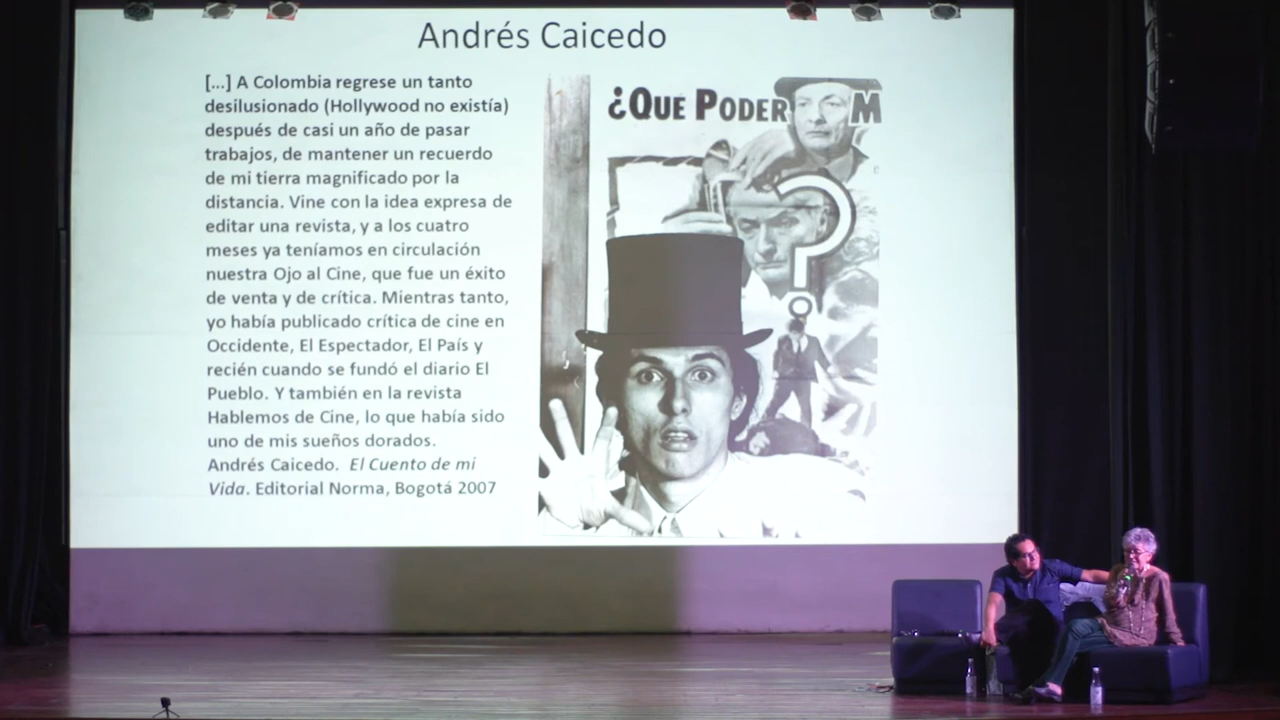 Andrés Caicedo
[...] A Colombia regrese un tanto
desilusionado (Hollywood no existía)
después de casi un año de pasar
trabajos, de mantener un recuerdo
de mi tierra magnificado por la
distancia. Vine con la idea expresa de
editar una revista, y a los cuatro
meses ya teníamos en circulación
nuestra Ojo al Cine, que fue un éxito
de venta y de crítica. Mientras tanto,
yo había publicado crítica de cine en
Occidente, El Espectador, El País y
recién cuando se fundó el diario El
Pueblo. Y también en la revista
Hablemos de Cine, lo que había sido
uno de mis sueños dorados.
Andrés Caicedo. El Cuento de mi
Vida. Editorial Norma, Bogotá 2007
¿QUÉ PODER M
?